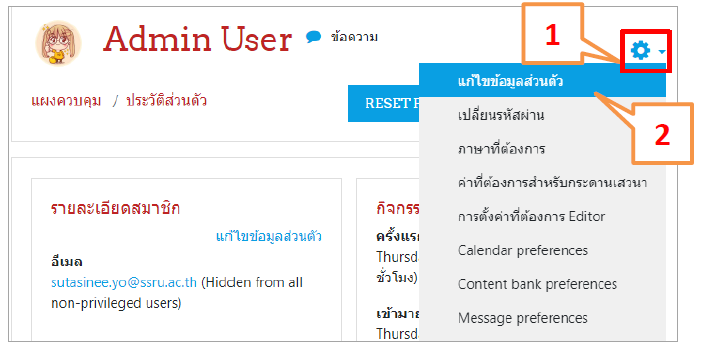 Admin User
ข้อความ
1
แผงควบคุม / ประวัติส่วนตัว
RESET
แก้ไขข้อมูลส่วนตัว
2
เปลี่ยนรหัสผ่าน
ภาษาที่ต้องการ
ค่าที่ต้องการสำหรับกระดานเสวนา
การตั้งค่าที่ต้องการ Editor
Calendar preferences
Content bank preferences
Message preferences
รายละเอียดสมาชิก
แก้ไขข้อมูลส่วนตัว
อีเมล
sutasinee.yo@ssru.ac.th (Hidden from all
non-privileged users)
กิจกรร
ครั้งแร
Thursd
ชั่วโมง)
เข้ามา
Thursd